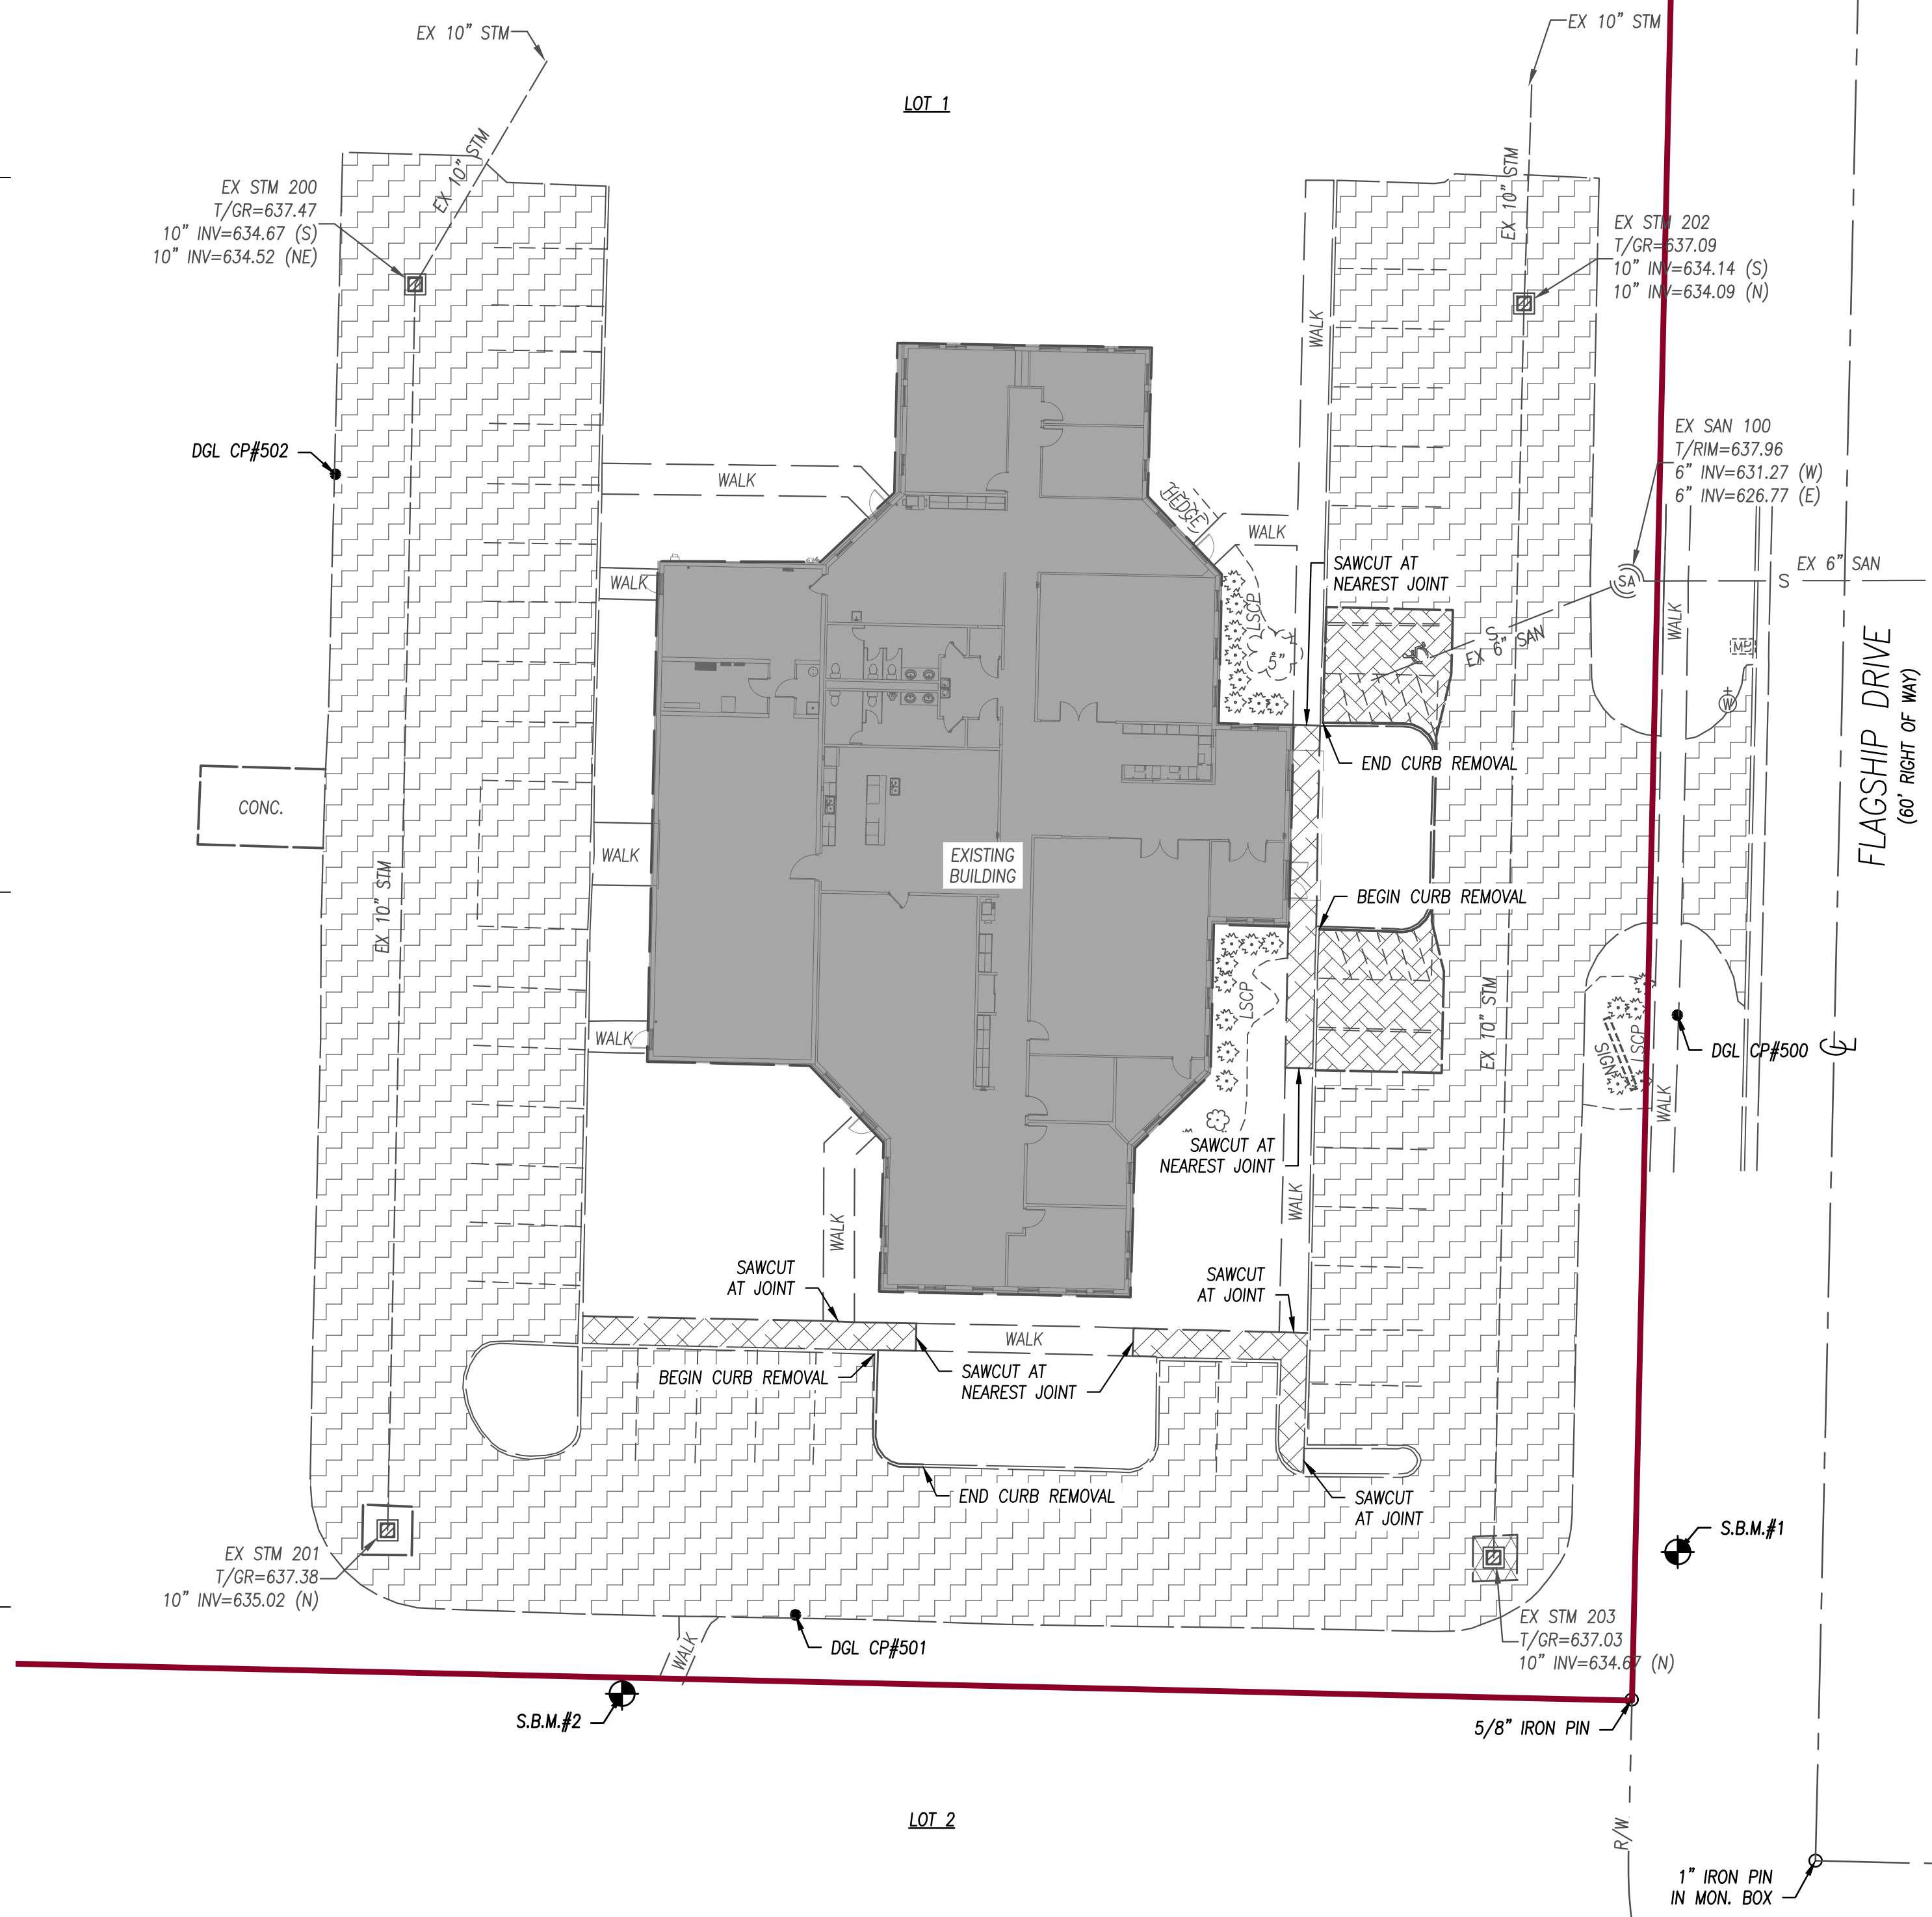 EX 10" STM
EX 10" STM
LOT 1
EX 10" STM
EX 10" STM
EX STM 200
T/GR=637.47
10" INV=634.67 (S)
10" INV=634.52 (NE)
EX STM 202
T/GR=637.09
10" INV=634.14 (S)
10" INV=634.09 (N)
WALK
DGL CP#502
WALK
HEDGE
WALK
EX SAN 100
T/RIM=637.96
6" INV=631.27 (W)
6" INV=626.77 (E)
SAWCUT AT
NEAREST JOINT
EX 6" SAN
S
SA
WALK
WALK
LSCP
5"
S
EX 6" SAN
MB
W
FLAGSHIP DRIVE
(60' RIGHT OF WAY)
END CURB REMOVAL
CONC.
WALK
EXISTING
BUILDING
EX 10" STM
BEGIN CURB REMOVAL
LSCP
EX 10" STM
WALK
SIGN
LSCP
DGL CP#500
CL
WALK
SAWCUT AT
NEAREST JOINT
WALK
WALK
SAWCUT
AT JOINT
SAWCUT
AT JOINT
WALK
BEGIN CURB REMOVAL
SAWCUT AT
NEAREST JOINT
END CURB REMOVAL
SAWCUT
AT JOINT
S.B.M.#1
EX STM 201
T/GR=637.38
10" INV=635.02 (N)
EX STM 203
T/GR=637.03
10" INV=634.67 (N)
DGL CP#501
WALK
S.B.M.#2
5/8" IRON PIN
LOT 2
R/W
1" IRON PIN
IN MON. BOX